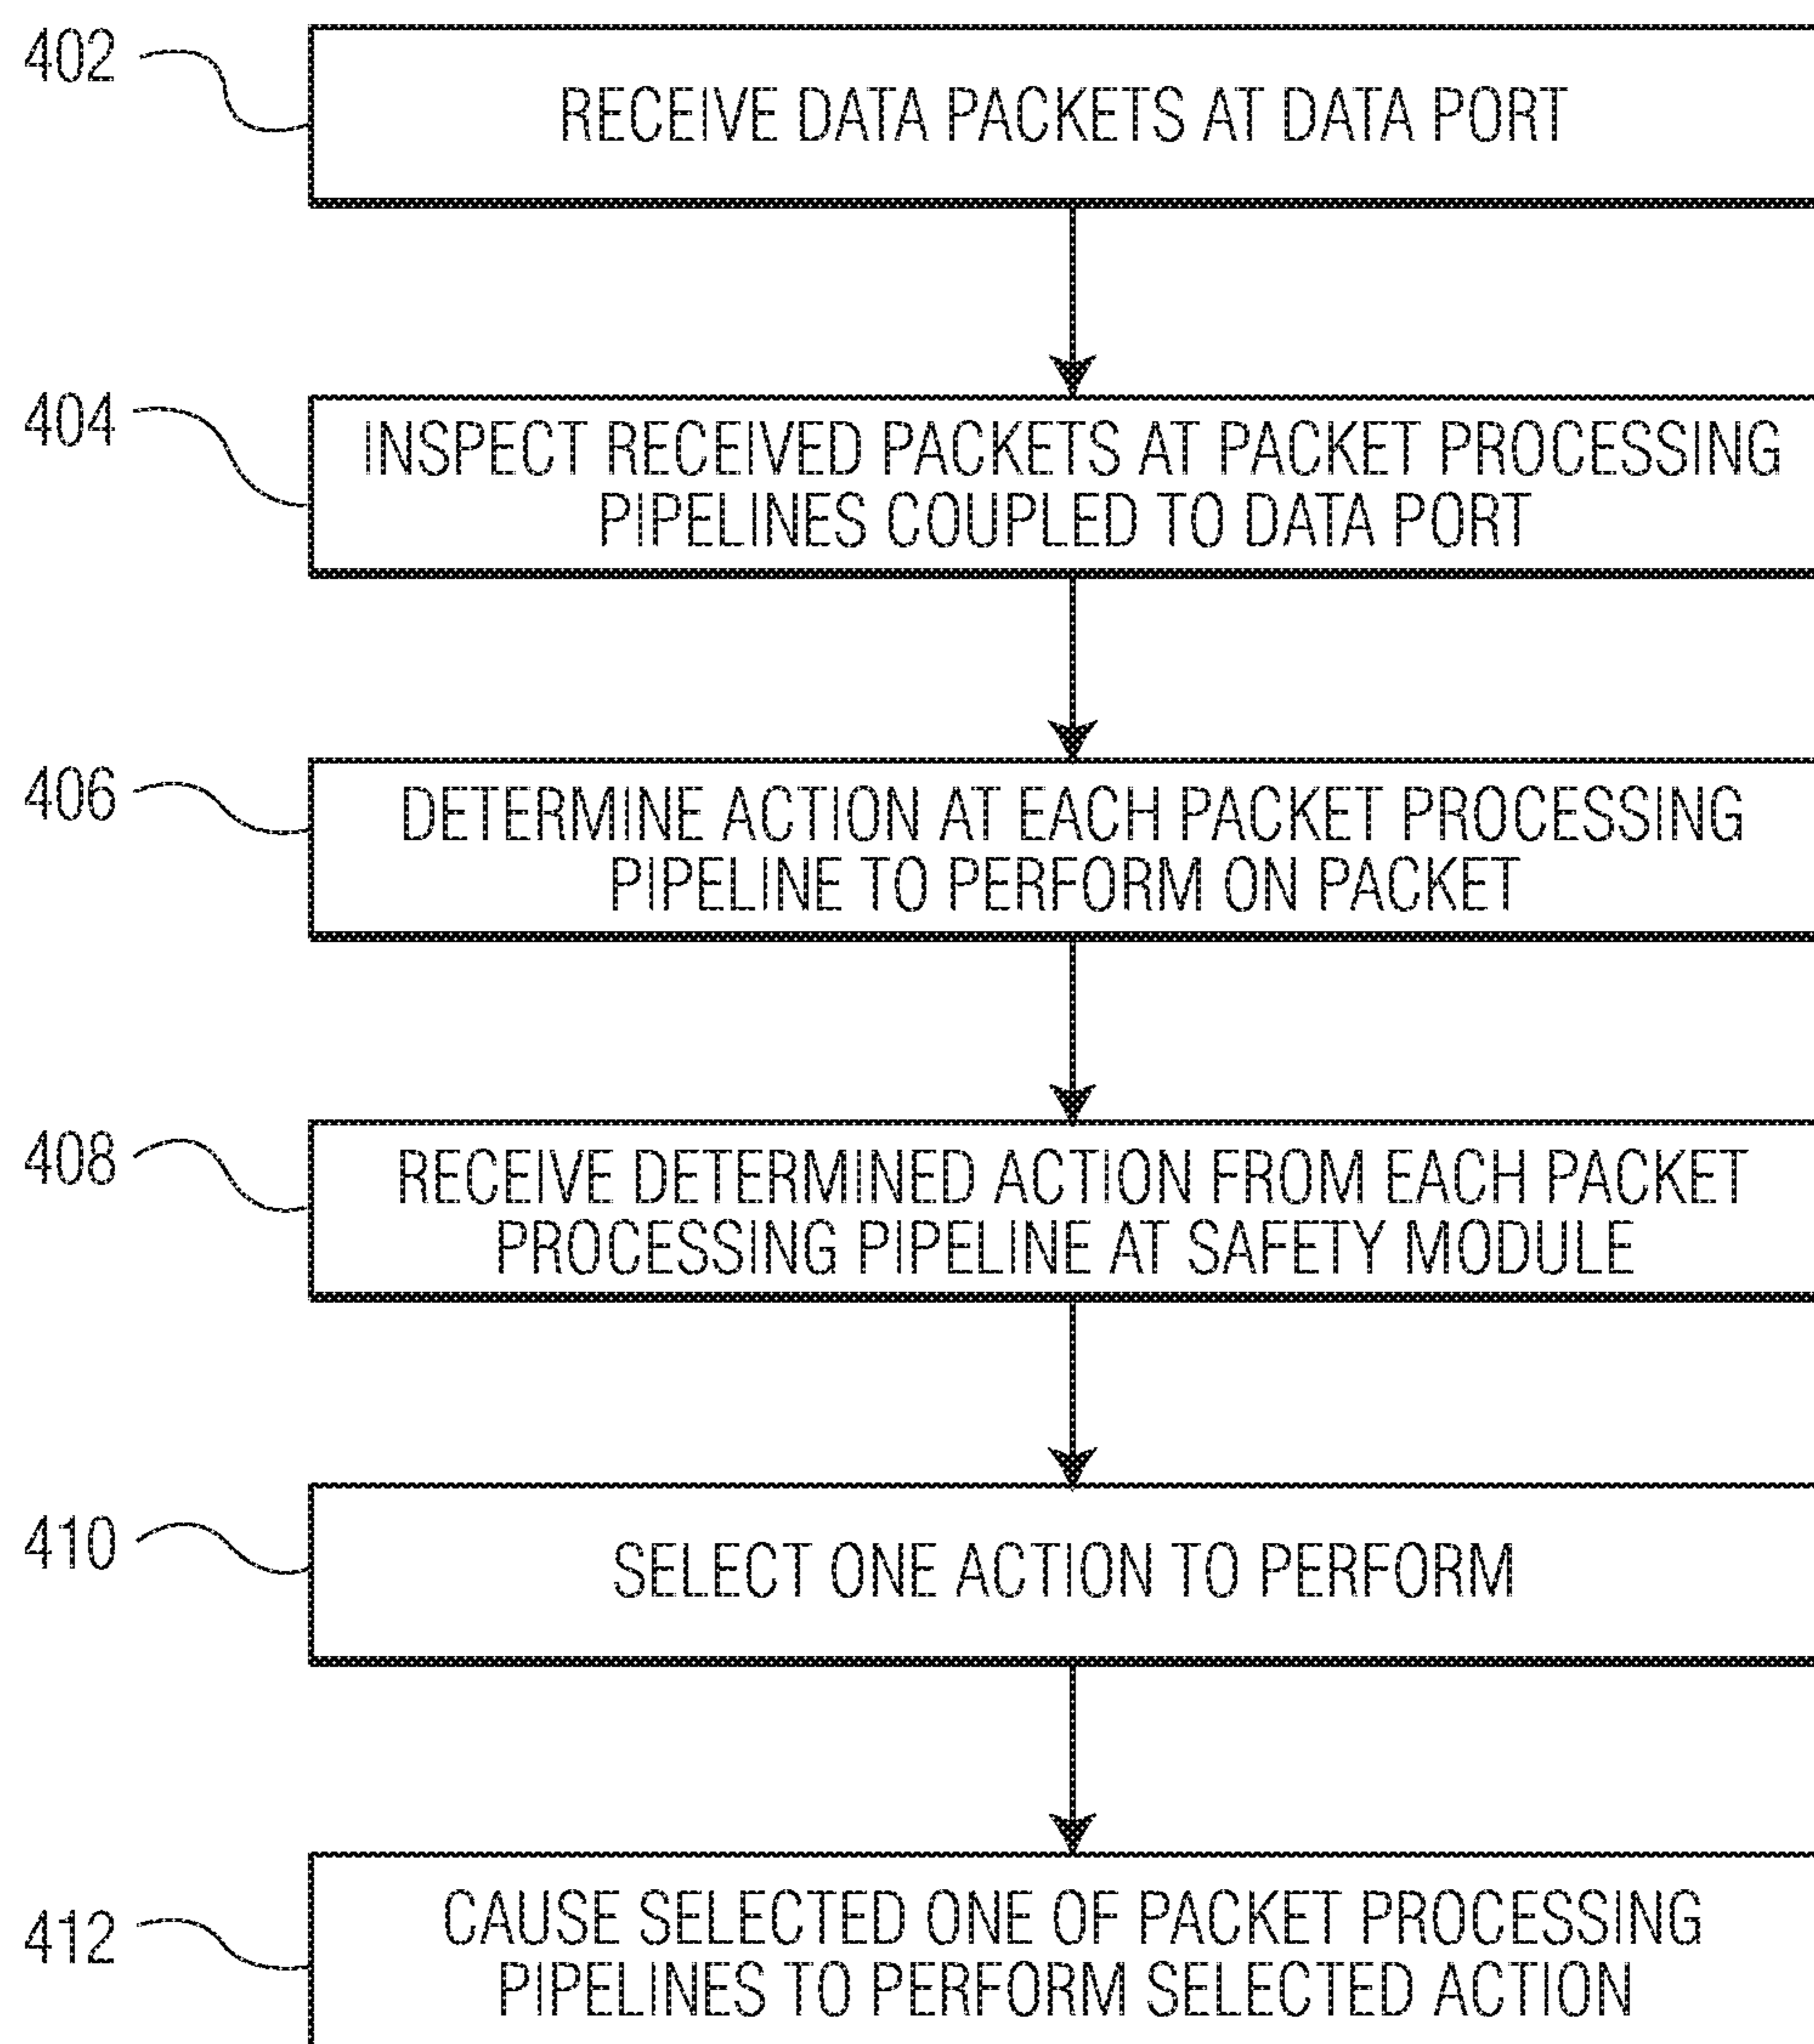 402
RECEIVE DATA PACKETS AT DATA PORT
404
INSPECT RECEIVED PACKETS AT PACKET PROCESSING
PIPELINES COUPLED TO DATA PORT
406
DETERMINE ACTION AT EACH PACKET PROCESSING
PIPELINE TO PERFORM ON PACKET
408
RECEIVE DETERMINED ACTION FROM EACH PACKET
PROCESSING PIPELINE AT SAFETY MODULE
410
SELECT ONE ACTION TO PERFORM
412
CAUSE SELECTED ONE OF PACKET PROCESSING
PIPELINES TO PERFORM SELECTED ACTION